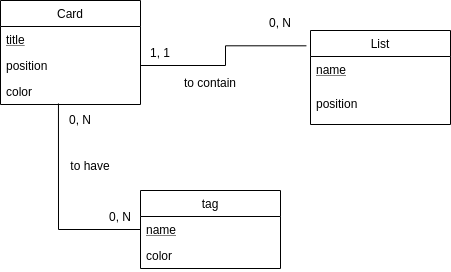 Card
title
position
color
1, 1
0, N
to contain
List
name
position
0, N
to have
0, N
tag
name
color